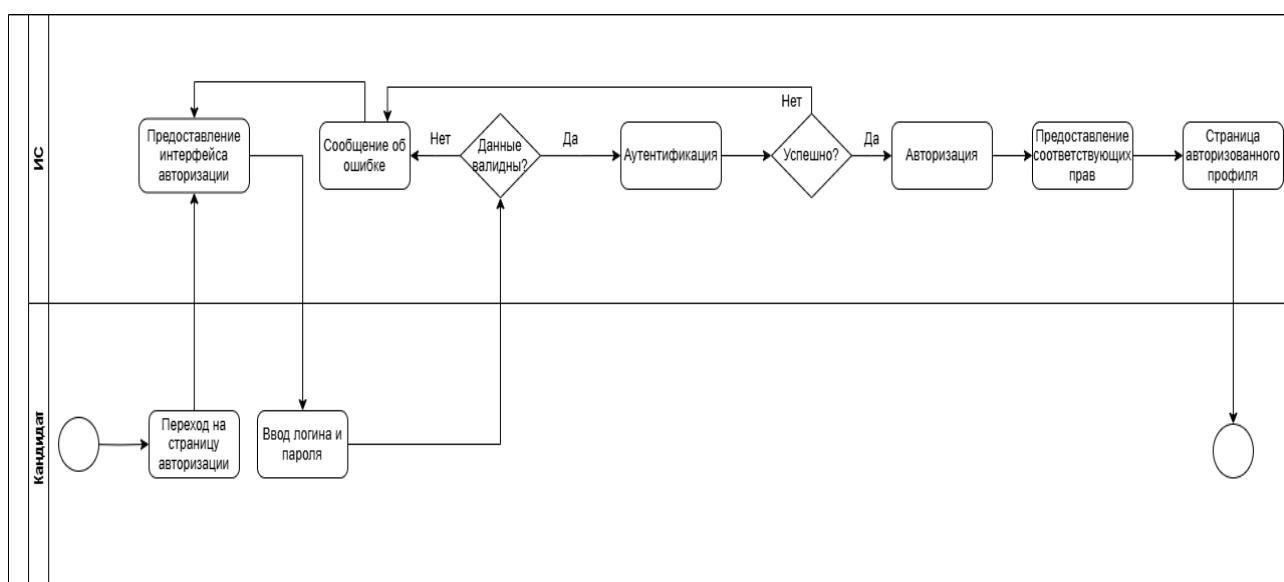 ИС
Предоставление
интерфейса
авторизации
Сообщение об
ошибке
Нет
Данные
валидны?
Да
Аутентификация
Нет
Успешно?
Да
Авторизация
Предоставление
соответствующих
прав
Страница
авторизованного
профиля
Кандидат
Переход на
страницу
авторизации
Ввод логина и
пароля